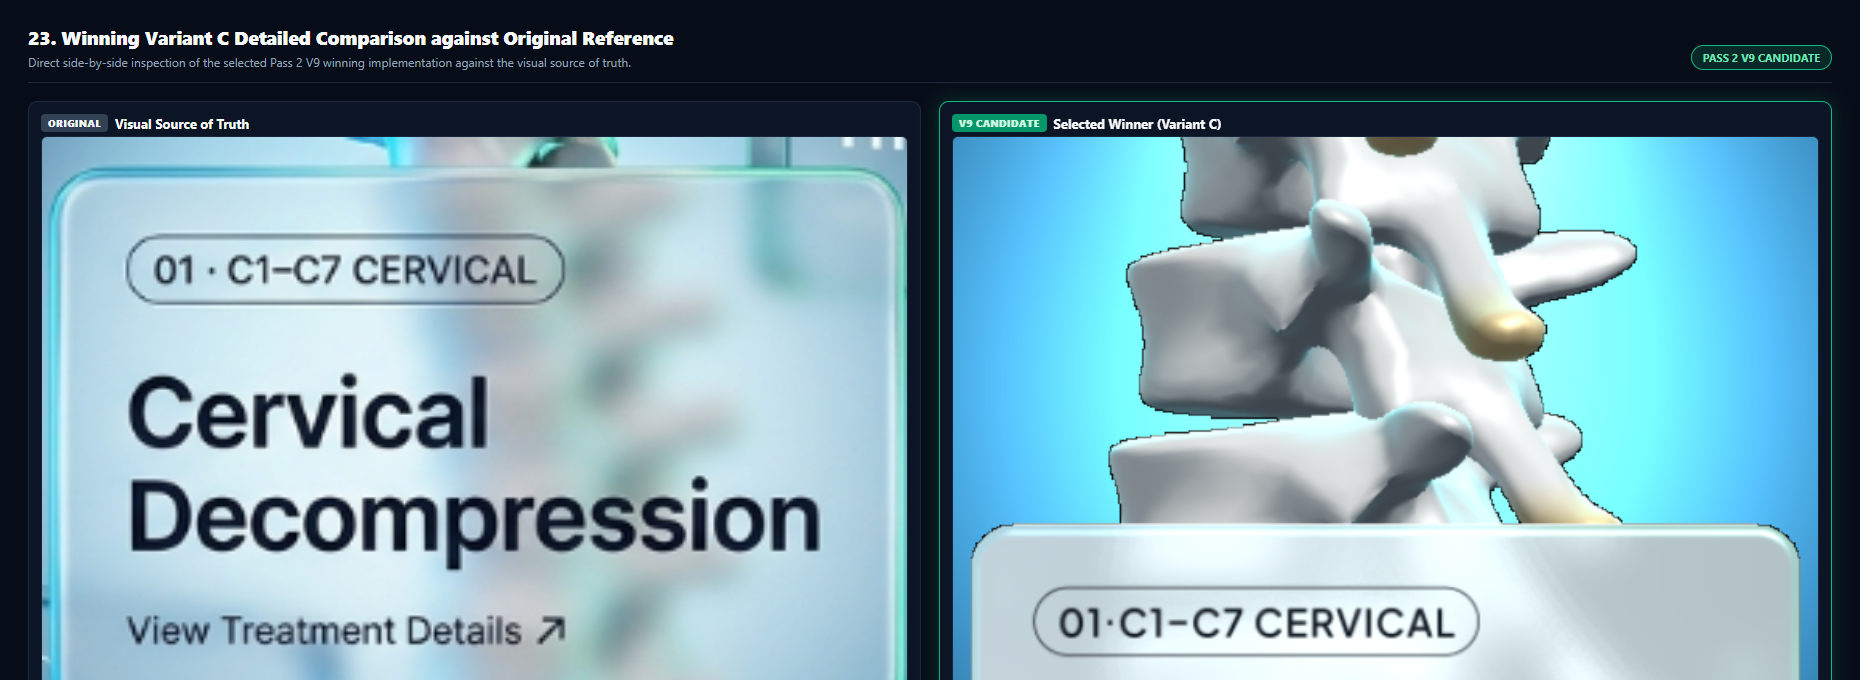 23. Winning Variant C Detailed Comparison against Original Reference
Direct side-by-side inspection of the selected Pass 2 V9 winning implementation against the visual source of truth.
PASS 2 V9 CANDIDATE
ORIGINAL Visual Source of Truth
01 · C1–C7 CERVICAL
Cervical
Decompression
View Treatment Details ↗
V9 CANDIDATE Selected Winner (Variant C)
01·C1–C7 CERVICAL